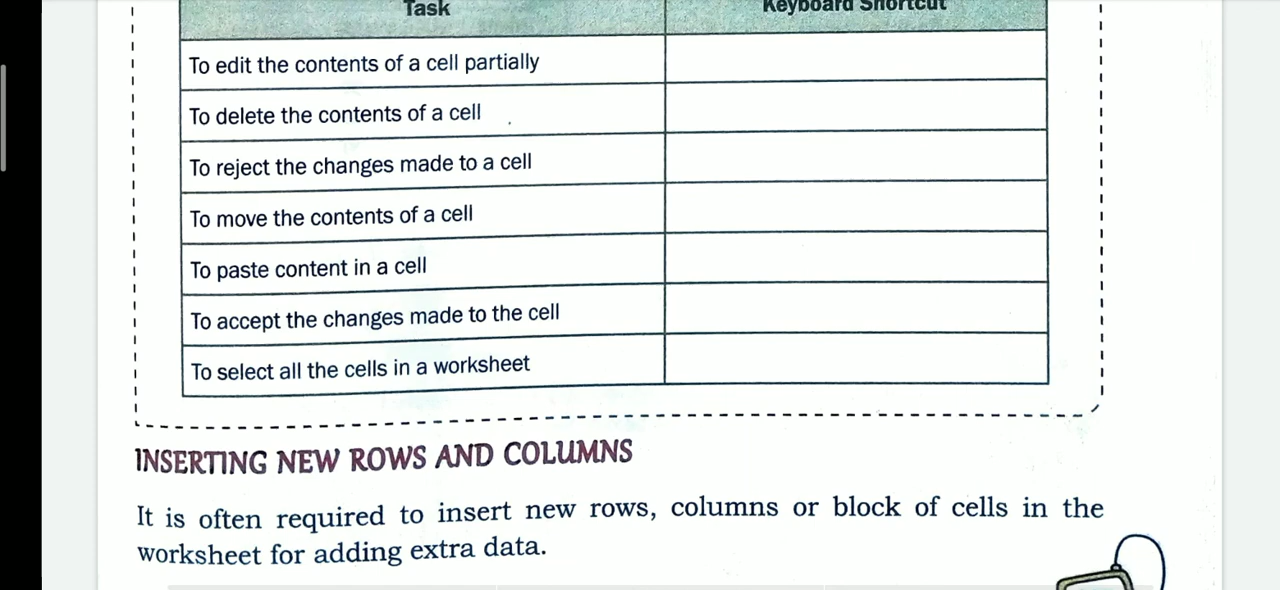 Task Keyboard Shortcut
To edit the contents of a cell partially
To delete the contents of a cell
To reject the changes made to a cell
To move the contents of a cell
To paste content in a cell
To accept the changes made to the cell
To select all the cells in a worksheet
INSERTING NEW ROWS AND COLUMNS
It is often required to insert new rows, columns or block of cells in the
worksheet for adding extra data.